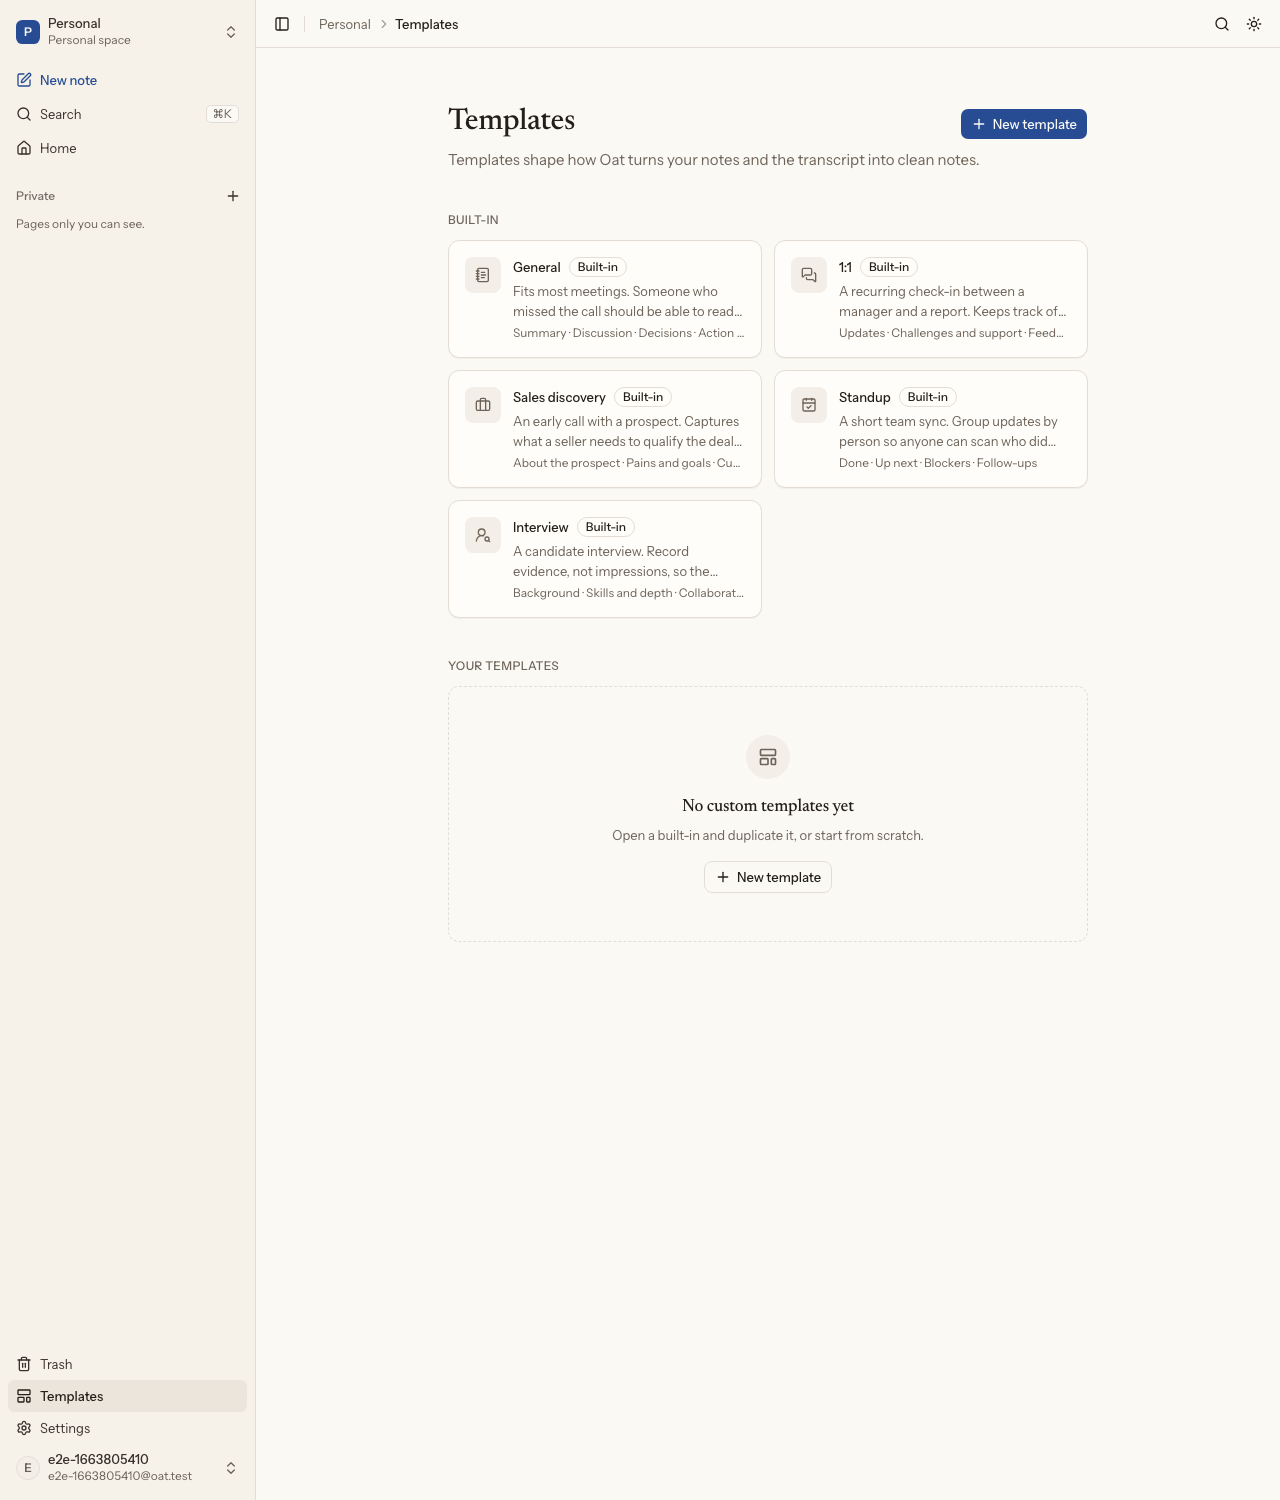 P
Personal
Personal space
New note
Search
⌘K
Home
Private
Pages only you can see.
Trash
Templates
Settings
E
e2e-1663805410
e2e-1663805410@oat.test
Personal
Templates
Templates
New template
Templates shape how Oat turns your notes and the transcript into clean notes.
BUILT-IN
General
Built-in
Fits most meetings. Someone who
missed the call should be able to read...
Summary · Discussion · Decisions · Action ...
1:1
Built-in
A recurring check-in between a
manager and a report. Keeps track of...
Updates · Challenges and support · Feed...
Sales discovery
Built-in
An early call with a prospect. Captures
what a seller needs to qualify the deal...
About the prospect · Pains and goals · Cu...
Standup
Built-in
A short team sync. Group updates by
person so anyone can scan who did...
Done · Up next · Blockers · Follow-ups
Interview
Built-in
A candidate interview. Record
evidence, not impressions, so the...
Background · Skills and depth · Collaborat...
YOUR TEMPLATES
No custom templates yet
Open a built-in and duplicate it, or start from scratch.
New template